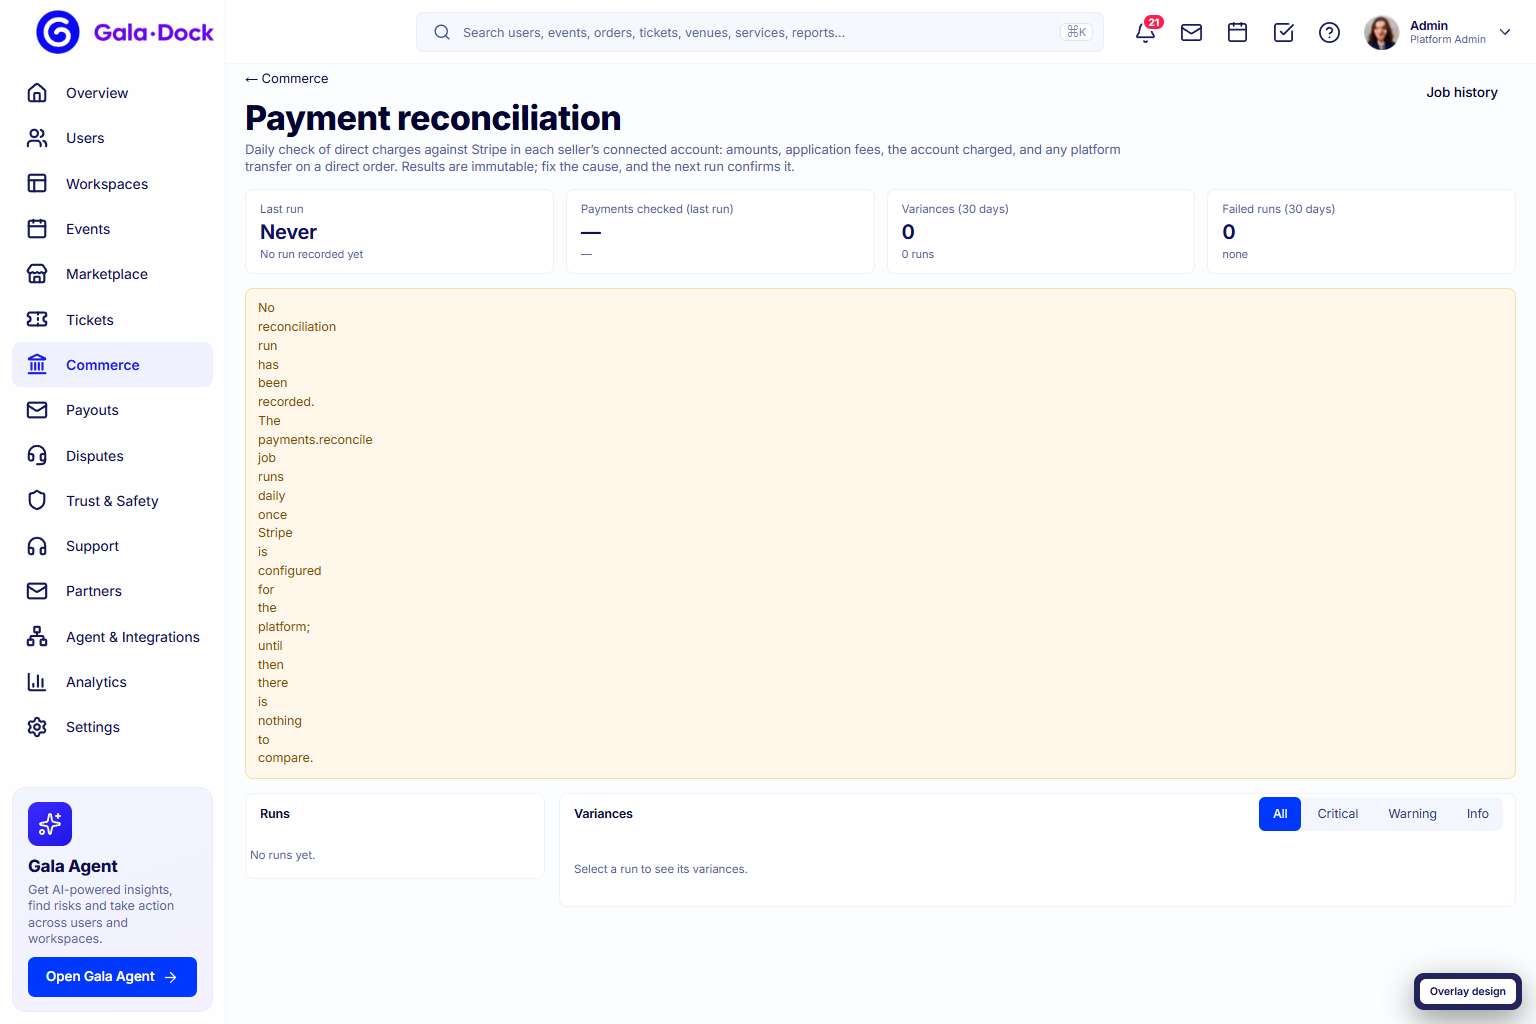 Gala·Dock
Search users, events, orders, tickets, venues, services, reports...
⌘K
21
Admin
Platform Admin
Overview
Users
Workspaces
Events
Marketplace
Tickets
Commerce
Payouts
Disputes
Trust & Safety
Support
Partners
Agent & Integrations
Analytics
Settings
Gala Agent
Get AI-powered insights,
find risks and take action
across users and
workspaces.
Open Gala Agent →
← Commerce
Job history
Payment reconciliation
Daily check of direct charges against Stripe in each seller’s connected account: amounts, application fees, the account charged, and any platform
transfer on a direct order. Results are immutable; fix the cause, and the next run confirms it.
Last run
Never
No run recorded yet
Payments checked (last run)
—
—
Variances (30 days)
0
0 runs
Failed runs (30 days)
0
none
No
reconciliation
run
has
been
recorded.
The
payments.reconcile
job
runs
daily
once
Stripe
is
configured
for
the
platform;
until
then
there
is
nothing
to
compare.
Runs
No runs yet.
Variances
All
Critical
Warning
Info
Select a run to see its variances.
Overlay design